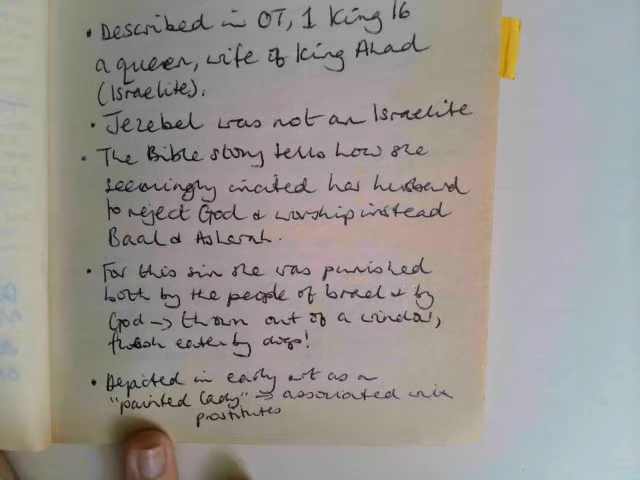 • Described in OT, 1 King 16
a queen, wife of King Ahad
(Israelite).
• Jezebel was not an Israelite
• The Bible story tells how she
seemingly incited her husband
to reject God & worship instead
Baal & Asherah.
• For this sin she was punished
both by the people of Israel & by
God -> thrown out of a window,
flesh eaten by dogs!
• Depicted in early art as a
"painted lady" -> associated with
prostitutes